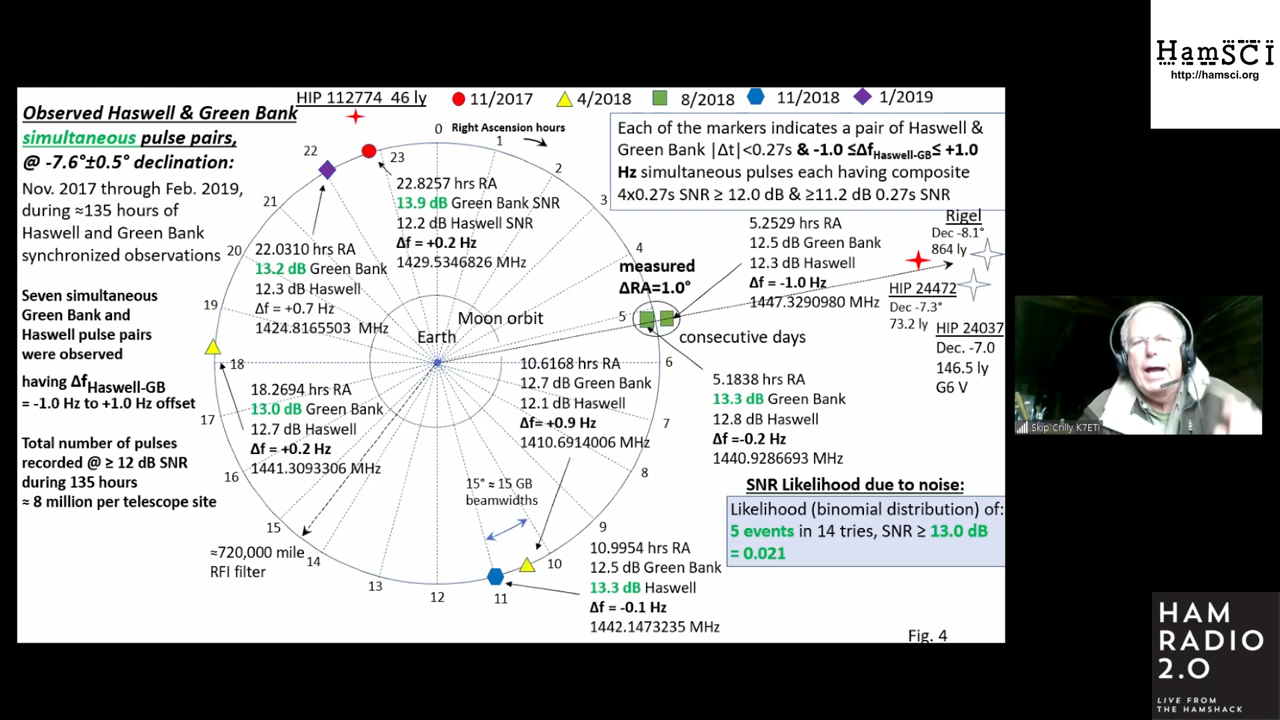 HamSCI
http://hamsci.org
Observed Haswell & Green Bank
simultaneous pulse pairs,
@ -7.6°±0.5° declination:
Nov. 2017 through Feb. 2019,
during ≈135 hours of
Haswell and Green Bank
synchronized observations
Seven simultaneous
Green Bank and
Haswell pulse pairs
were observed
having ΔfHaswell-GB
= -1.0 Hz to +1.0 Hz offset
Total number of pulses
recorded @ ≥ 12 dB SNR
during 135 hours
≈ 8 million per telescope site
HIP 112774 46 ly
11/2017
4/2018
8/2018
11/2018
1/2019
Right Ascension hours
0
1
2
3
4
5
6
7
8
9
10
11
12
13
14
15
16
17
18
19
20
21
22
23
Each of the markers indicates a pair of Haswell &
Green Bank |Δt|<0.27s & -1.0 ≤ΔfHaswell-GB≤ +1.0
Hz simultaneous pulses each having composite
4x0.27s SNR ≥ 12.0 dB & ≥11.2 dB 0.27s SNR
22.8257 hrs RA
13.9 dB Green Bank SNR
12.2 dB Haswell SNR
Δf = +0.2 Hz
1429.5346826 MHz
22.0310 hrs RA
13.2 dB Green Bank
12.3 dB Haswell
Δf = +0.7 Hz
1424.8165503 MHz
measured
ΔRA=1.0°
5.2529 hrs RA
12.5 dB Green Bank
12.3 dB Haswell
Δf = -1.0 Hz
1447.3290980 MHz
Rigel
Dec -8.1°
864 ly
HIP 24472
Dec -7.3°
73.2 ly
HIP 24037
Dec. -7.0
146.5 ly
G6 V
Moon orbit
Earth
consecutive days
18.2694 hrs RA
13.0 dB Green Bank
12.7 dB Haswell
Δf = +0.2 Hz
1441.3093306 MHz
10.6168 hrs RA
12.7 dB Green Bank
12.1 dB Haswell
Δf= +0.9 Hz
1410.6914006 MHz
5.1838 hrs RA
13.3 dB Green Bank
12.8 dB Haswell
Δf =-0.2 Hz
1440.9286693 MHz
15° ≈ 15 GB
beamwidths
≈720,000 mile
RFI filter
10.9954 hrs RA
12.5 dB Green Bank
13.3 dB Haswell
Δf = -0.1 Hz
1442.1473235 MHz
SNR Likelihood due to noise:
Likelihood (binomial distribution) of:
5 events in 14 tries, SNR ≥ 13.0 dB
= 0.021
Fig. 4
Skip Crilly K7ETI
HAM
RADIO
2.0
LIVE FROM
THE HAMSHACK